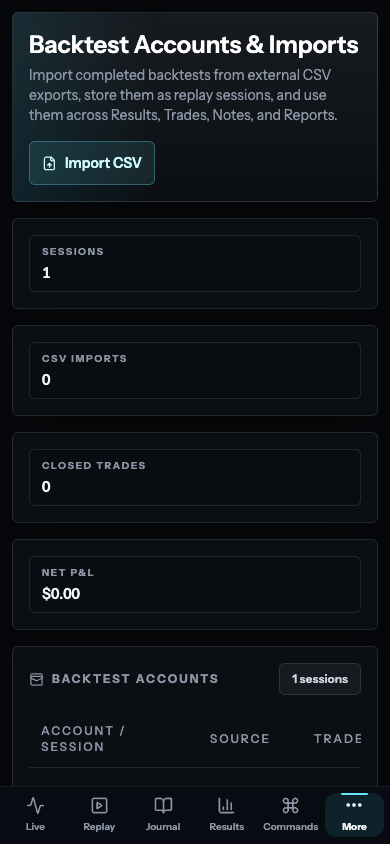 Backtest Accounts & Imports
Import completed backtests from external CSV
exports, store them as replay sessions, and use
them across Results, Trades, Notes, and Reports.
Import CSV
SESSIONS
1
CSV IMPORTS
0
CLOSED TRADES
0
NET P&L
$0.00
BACKTEST ACCOUNTS
1 sessions
ACCOUNT /
SESSION
SOURCE
TRADE
Live
Replay
Journal
Results
Commands
More